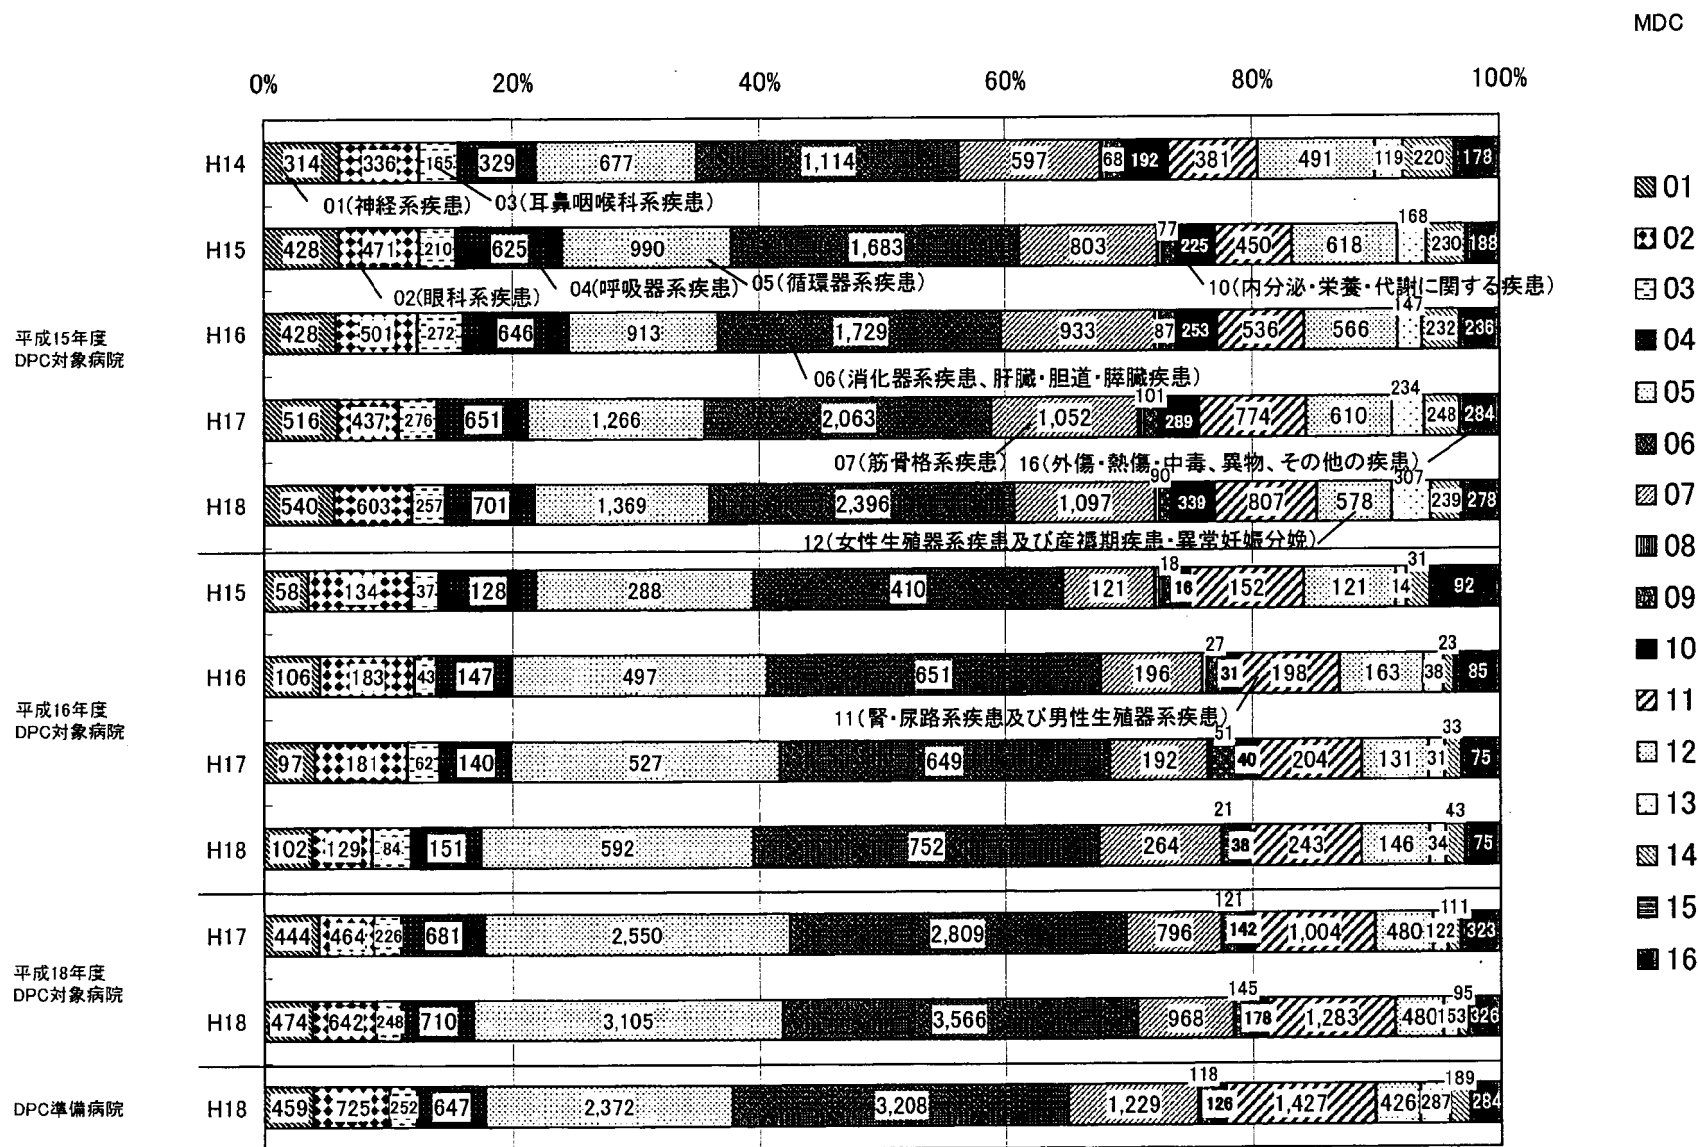 MDC
0% 20% 40% 60% 80% 100%
H14 314 336 165 329 677 1,114 597 68 192 381 491 119 220 178
01(神経系疾患) 03(耳鼻咽喉科系疾患)
77 168
H15 428 471 210 625 990 1,683 803 225 450 618 230 188
02(眼科系疾患) 04(呼吸器系疾患) 05(循環器系疾患) 10(内分泌・栄養・代謝に関する疾患)
147
平成15年度
DPC対象病院
H16 428 501 272 646 913 1,729 933 87 253 536 566 232 236
06(消化器系疾患、肝臓・胆道・膵臓疾患)
101 234
H17 516 437 276 651 1,266 2,063 1,052 289 774 610 248 284
07(筋骨格系疾患) 16(外傷・熱傷・中毒、異物、その他の疾患)
90 307
H18 540 603 257 701 1,369 2,396 1,097 339 807 578 239 278
12(女性生殖器系疾患及び産褥期疾患・異常妊娠分娩)
18 31
H15 58 134 37 128 288 410 121 16 152 121 14 92
27 23
H16 106 183 43 147 497 651 196 31 198 163 38 85
平成16年度
DPC対象病院
11(腎・尿路系疾患及び男性生殖器系疾患)
51 33
H17 97 181 62 140 527 649 192 40 204 131 31 75
21 43
H18 102 129 84 151 592 752 264 38 243 146 34 75
121 111
H17 444 464 226 681 2,550 2,809 796 142 1,004 480 122 323
平成18年度
DPC対象病院
145 95
H18 474 642 248 710 3,105 3,566 968 178 1,283 480 153 326
118 189
DPC準備病院 H18 459 725 252 647 2,372 3,208 1,229 126 1,427 426 287 284
01
02
03
04
05
06
07
08
09
10
11
12
13
14
15
16